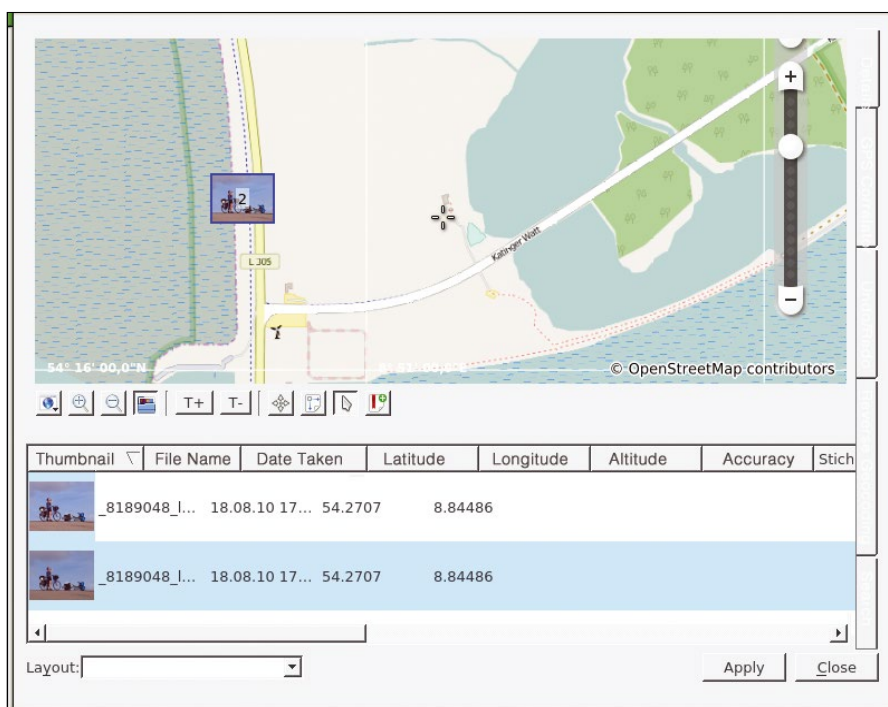 2
L 305
Katinger Watt
+
−
54° 16' 00,0"N
© OpenStreetMap contributors
T+ T-
Thumbnail File Name Date Taken Latitude Longitude Altitude Accuracy Stich
_8189048_l... 18.08.10 17... 54.2707 8.84486
_8189048_l... 18.08.10 17... 54.2707 8.84486
Layout:
Apply Close